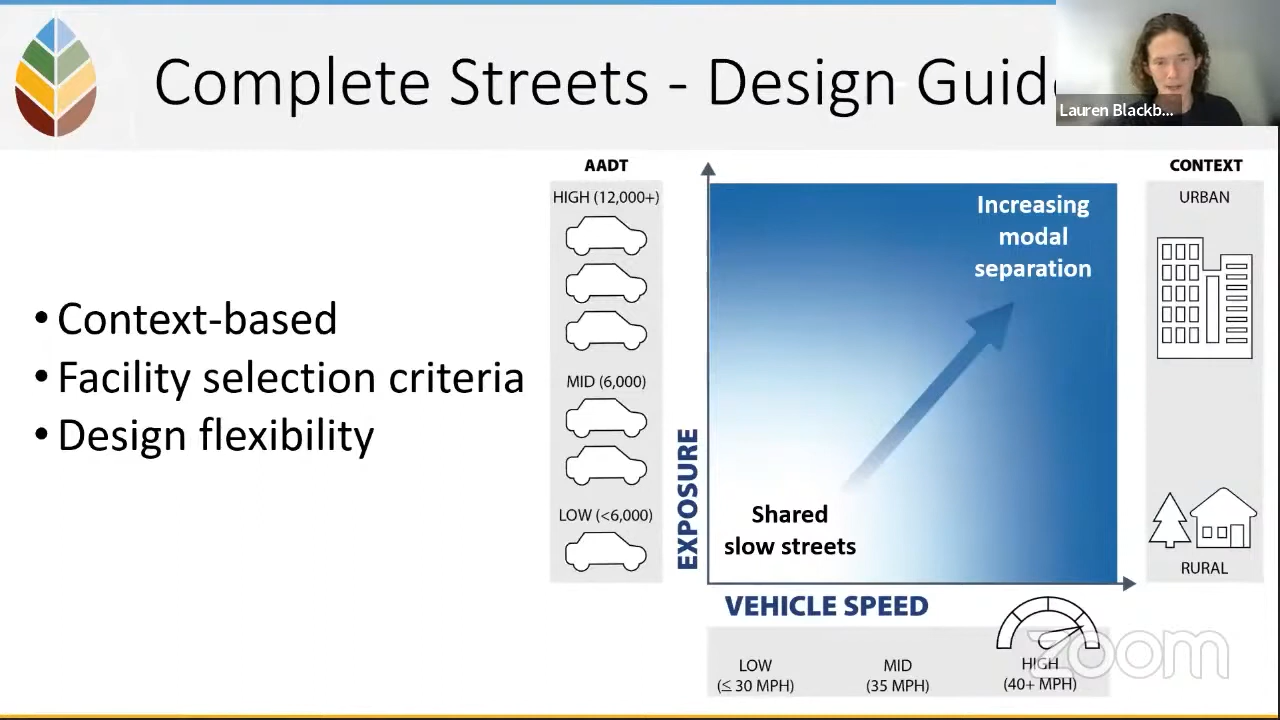 Complete Streets - Design Guid
Lauren Blackb...
• Context-based
• Facility selection criteria
• Design flexibility
AADT
HIGH (12,000+)
MID (6,000)
LOW (<6,000)
EXPOSURE
Increasing
modal
separation
Shared
slow streets
CONTEXT
URBAN
RURAL
VEHICLE SPEED
LOW
(≤ 30 MPH)
MID
(35 MPH)
HIGH
(40+ MPH)
zoom